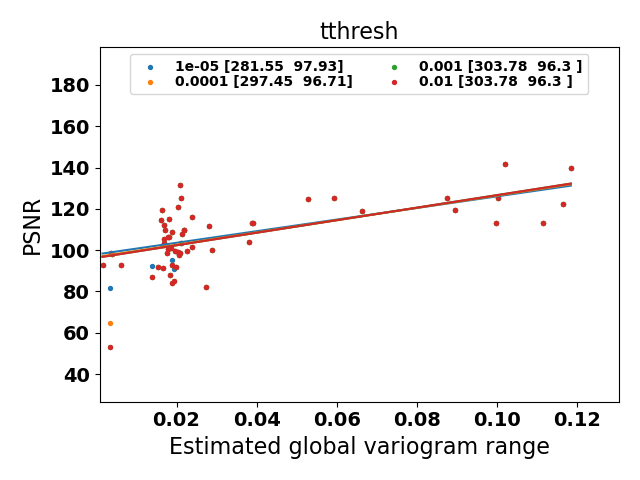 tthresh
1e-05 [281.55  97.93]
0.0001 [297.45  96.71]
0.001 [303.78  96.3 ]
0.01 [303.78  96.3 ]
PSNR
180
160
140
120
100
80
60
40
0.02 0.04 0.06 0.08 0.10 0.12
Estimated global variogram range